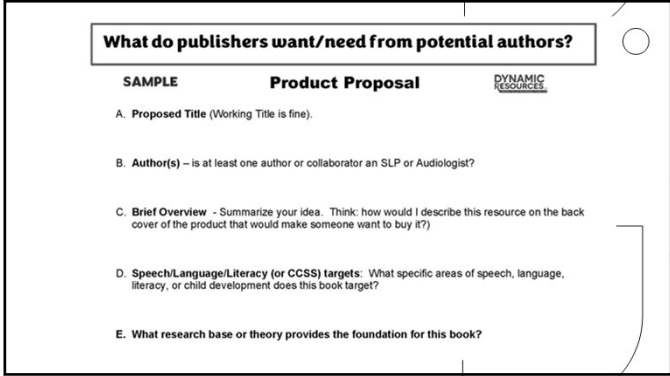 What do publishers want/need from potential authors?
SAMPLE
Product Proposal
DYNAMIC
RESOURCES
A. Proposed Title (Working Title is fine).
B. Author(s) – is at least one author or collaborator an SLP or Audiologist?
C. Brief Overview - Summarize your idea. Think: how would I describe this resource on the back
cover of the product that would make someone want to buy it?)
D. Speech/Language/Literacy (or CCSS) targets: What specific areas of speech, language,
literacy, or child development does this book target?
E. What research base or theory provides the foundation for this book?